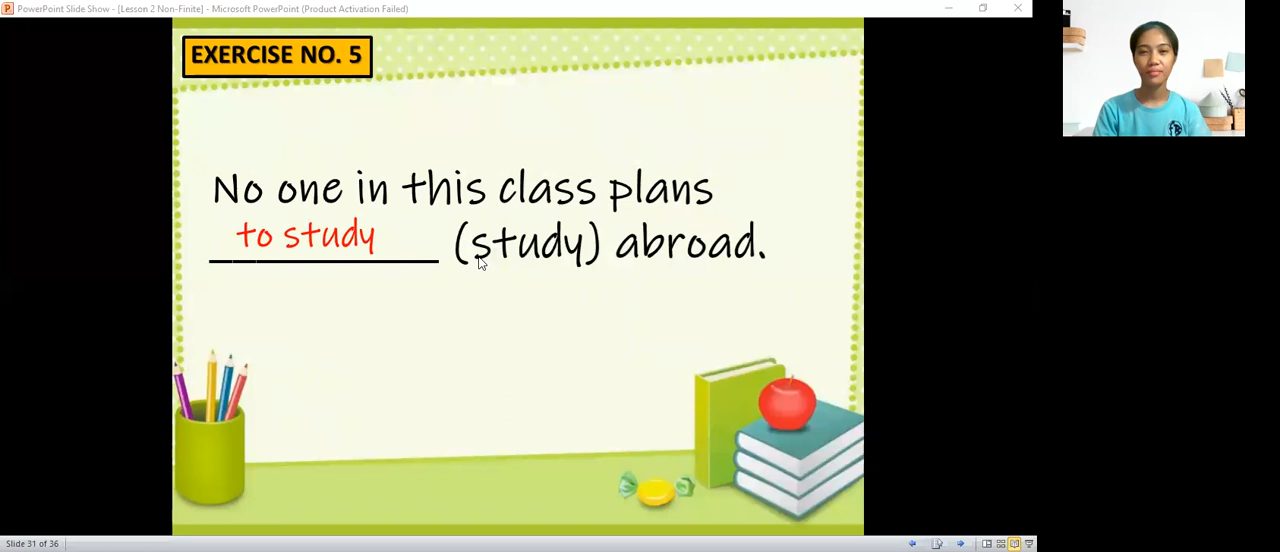 PowerPoint Slide Show - [Lesson 2 Non-Finite] - Microsoft PowerPoint (Product Activation Failed)
EXERCISE NO. 5
No one in this class plans
to study (study) abroad.
Slide 31 of 36